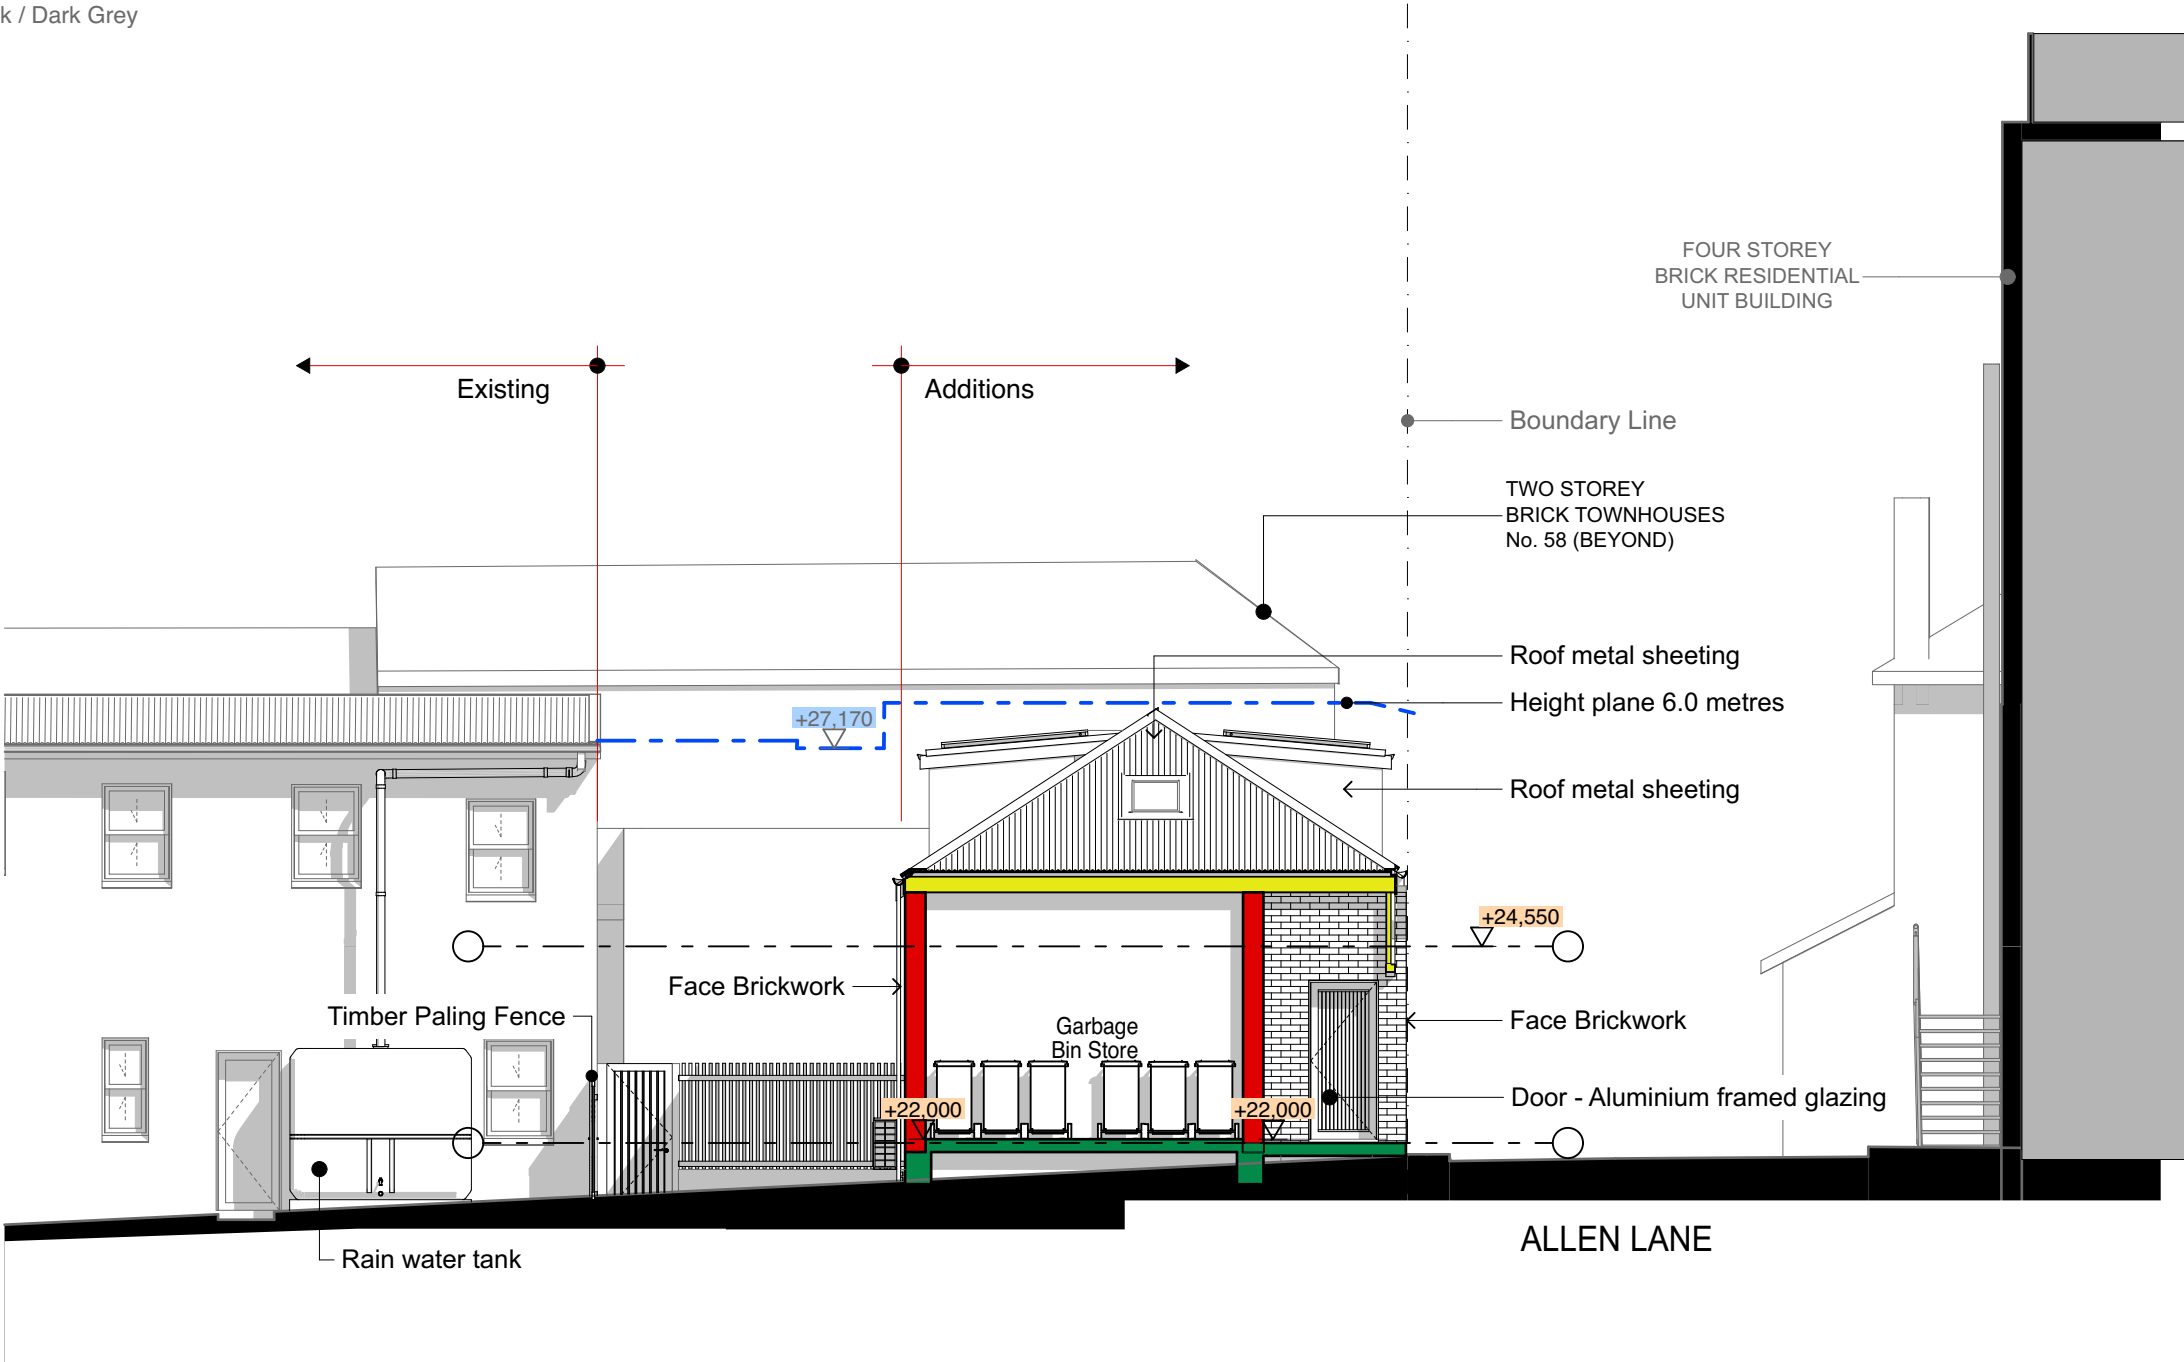 k / Dark Grey
FOUR STOREY
BRICK RESIDENTIAL
UNIT BUILDING
Existing
Additions
Boundary Line
TWO STOREY
BRICK TOWNHOUSES
No. 58 (BEYOND)
Roof metal sheeting
Height plane 6.0 metres
+27,170
Roof metal sheeting
+24,550
Face Brickwork
Timber Paling Fence
Garbage
Bin Store
Face Brickwork
+22,000
+22,000
Door - Aluminium framed glazing
ALLEN LANE
Rain water tank